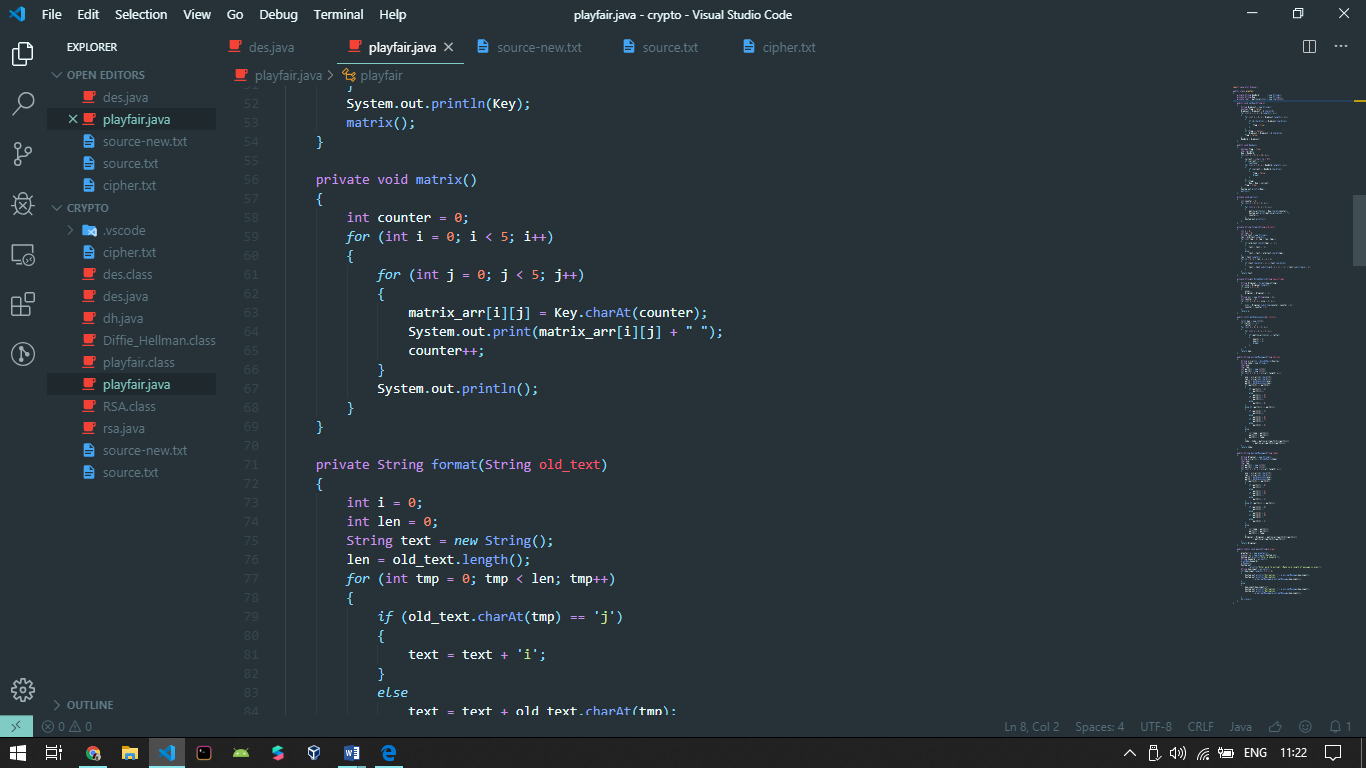 File Edit Selection View Go Debug Terminal Help playfair.java - crypto - Visual Studio Code
EXPLORER
OPEN EDITORS
des.java
playfair.java
source-new.txt
source.txt
cipher.txt
CRYPTO
.vscode
cipher.txt
des.class
des.java
dh.java
Diffie_Hellman.class
playfair.class
playfair.java
RSA.class
rsa.java
source-new.txt
source.txt
OUTLINE
des.java playfair.java source-new.txt source.txt cipher.txt
playfair.java playfair
51 }
52 System.out.println(Key);
53 matrix();
54 }
55
56 private void matrix()
57 {
58 int counter = 0;
59 for (int i = 0; i < 5; i++)
60 {
61 for (int j = 0; j < 5; j++)
62 {
63 matrix_arr[i][j] = Key.charAt(counter);
64 System.out.print(matrix_arr[i][j] + " ");
65 counter++;
66 }
67 System.out.println();
68 }
69 }
70
71 private String format(String old_text)
72 {
73 int i = 0;
74 int len = 0;
75 String text = new String();
76 len = old_text.length();
77 for (int tmp = 0; tmp < len; tmp++)
78 {
79 if (old_text.charAt(tmp) == 'j')
80 {
81 text = text + 'i';
82 }
83 else
84 text = text + old_text.charAt(tmp);
0 0 Ln 8, Col 2 Spaces: 4 UTF-8 CRLF Java 1
ENG 11:22